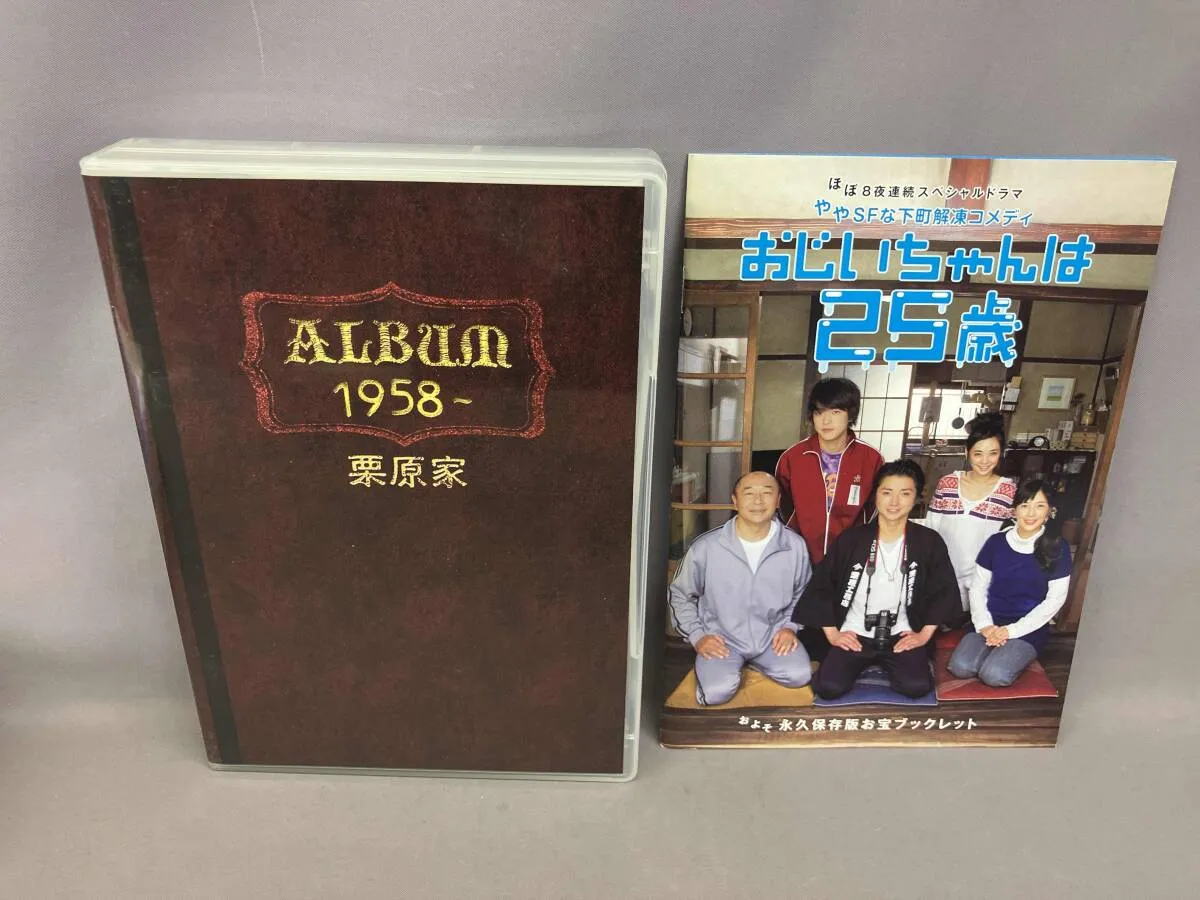 ALBUM
1958~
栗原家
ほぼ8夜連続スペシャルドラマ
ややSFな下町解凍コメディ
おじいちゃんは
25歳
およそ 永久保存版お宝ブックレット